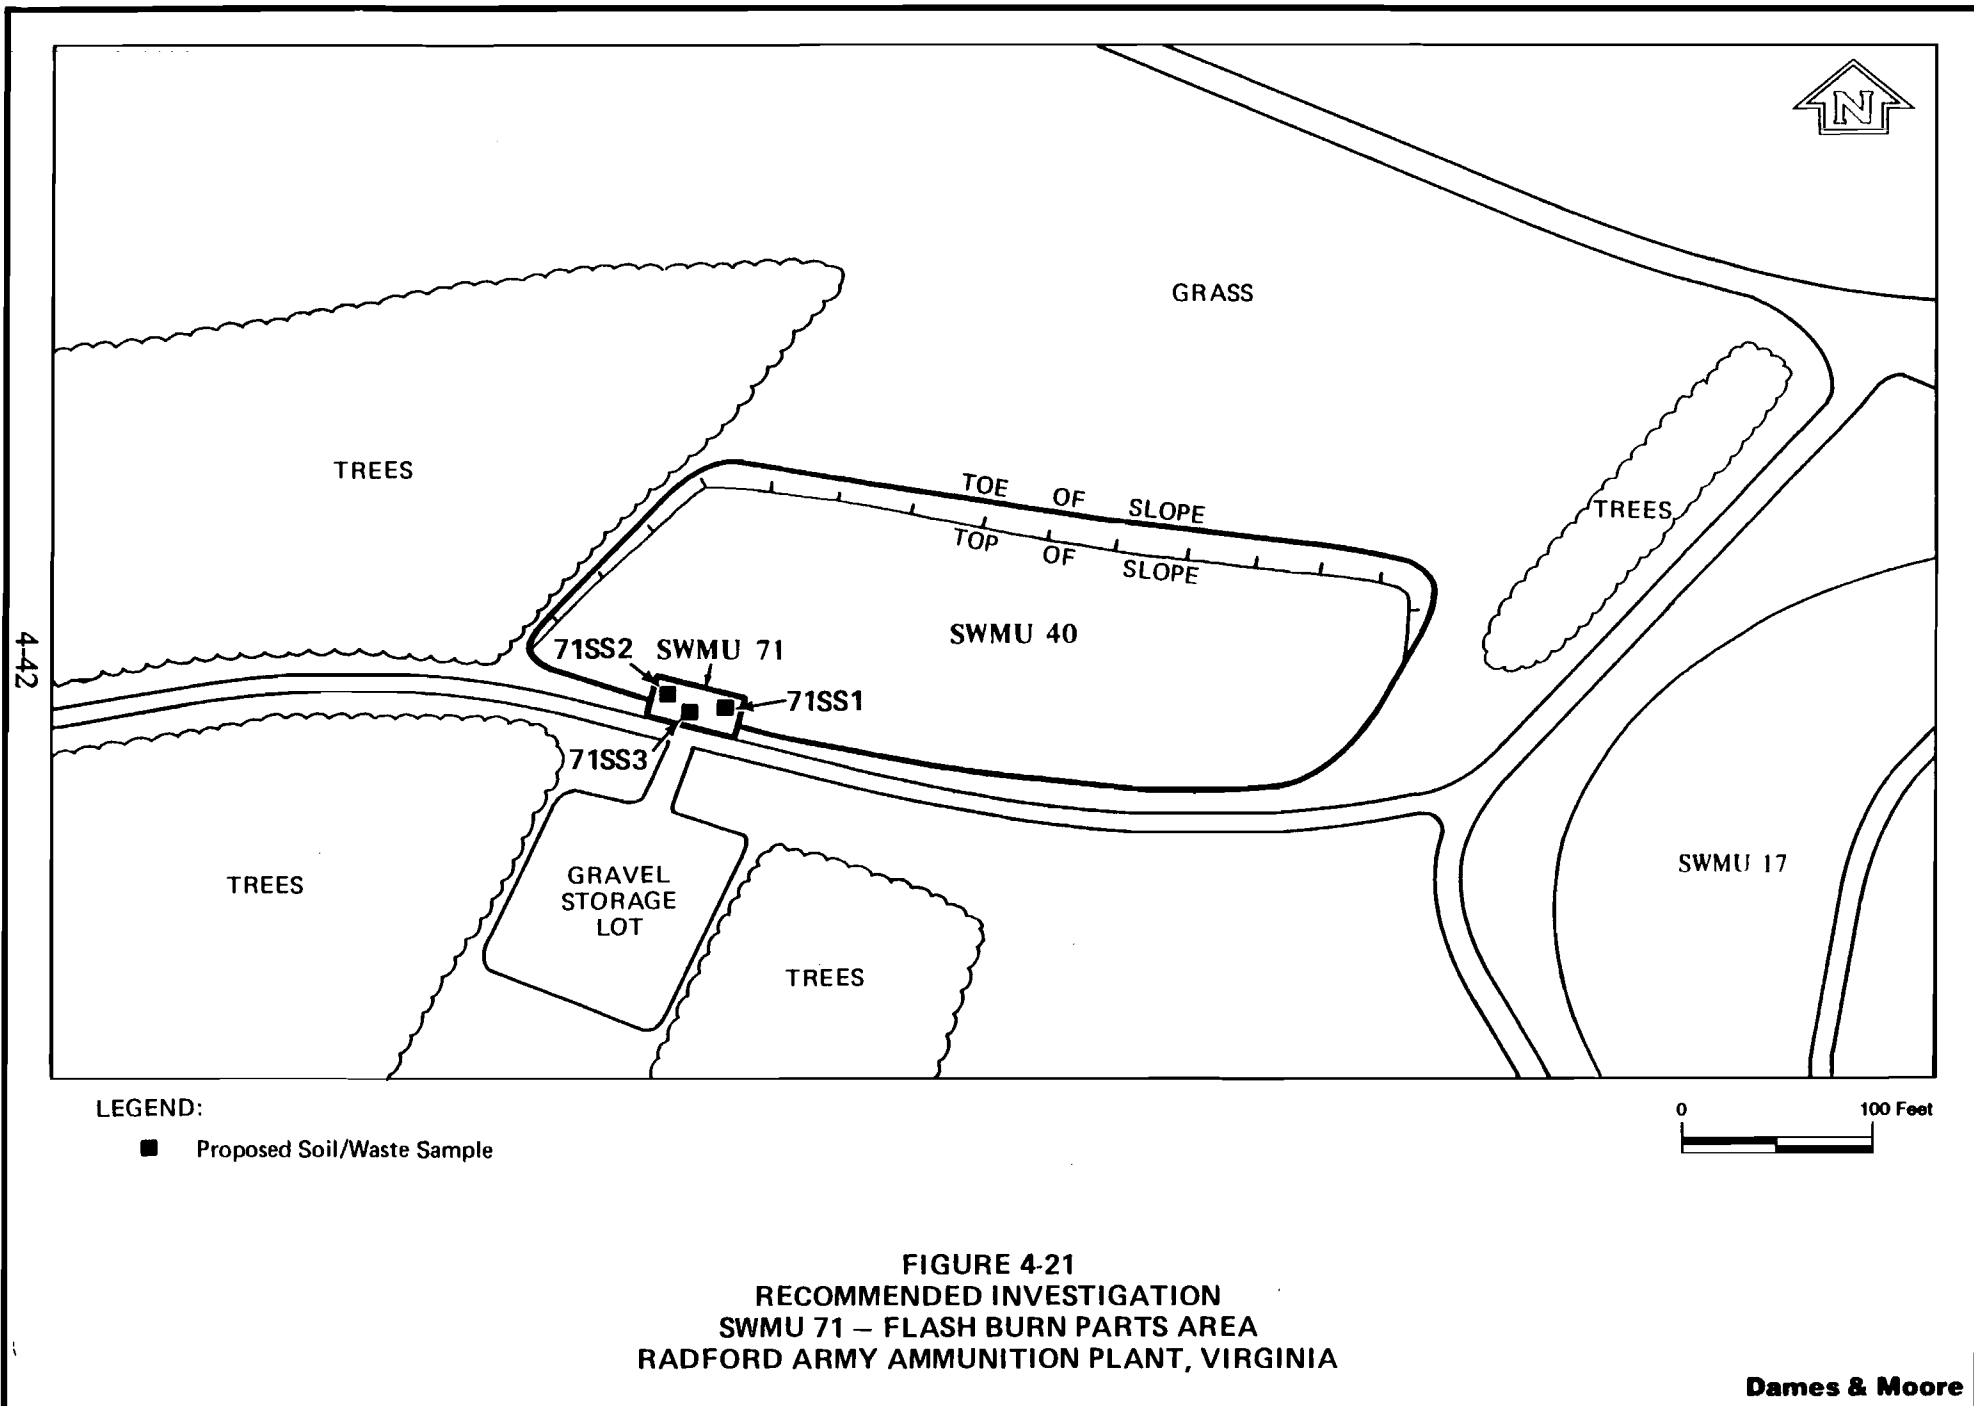 N
GRASS
TREES
TOE OF SLOPE
TOP OF SLOPE
TREES
SWMU 40
71SS2
SWMU 71
71SS1
71SS3
4-42
SWMU 17
GRAVEL
STORAGE
LOT
TREES
TREES
LEGEND:
Proposed Soil/Waste Sample
0 100 Feet
FIGURE 4-21
RECOMMENDED INVESTIGATION
SWMU 71 – FLASH BURN PARTS AREA
RADFORD ARMY AMMUNITION PLANT, VIRGINIA
Dames & Moore